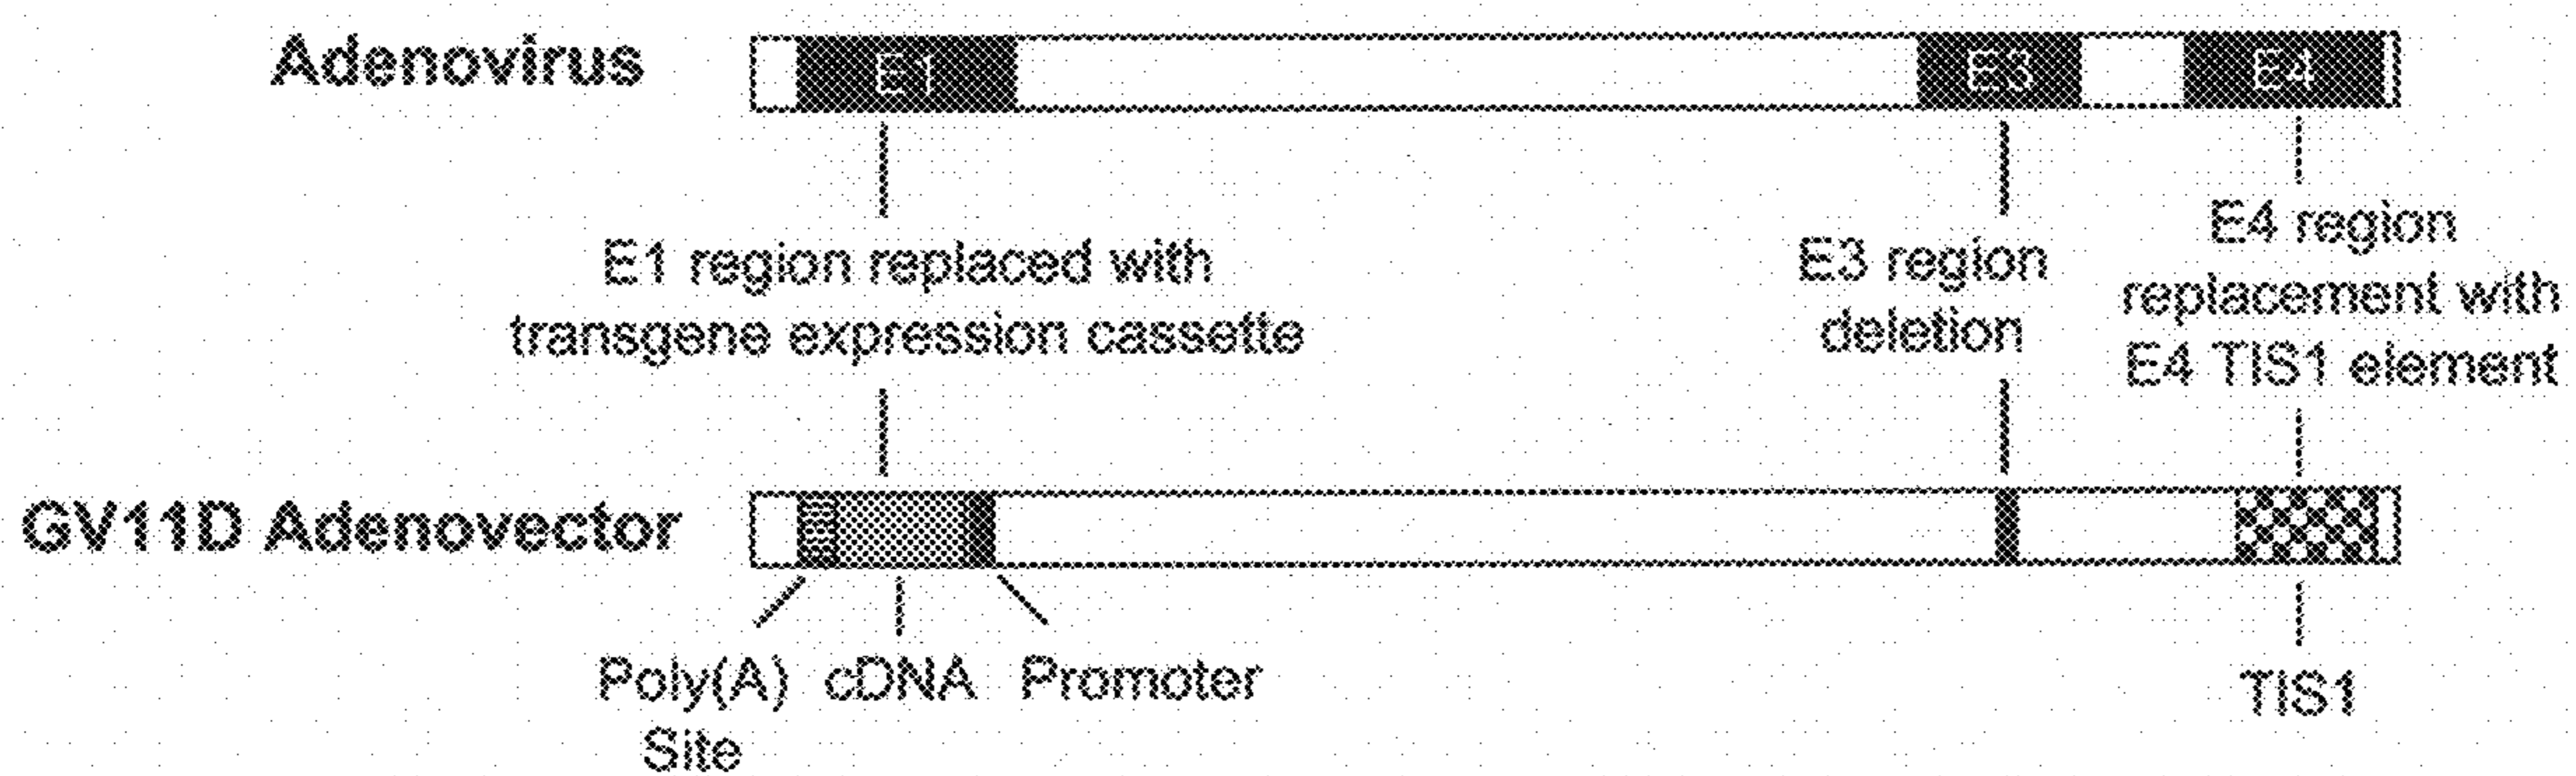 Adenovirus
E1
E3
E4
E1 region replaced with
transgene expression cassette
E3 region
deletion
E4 region
replacement with
E4 TIS1 element
GV11D Adenovector
Poly(A)
Site
cDNA
Promoter
TIS1